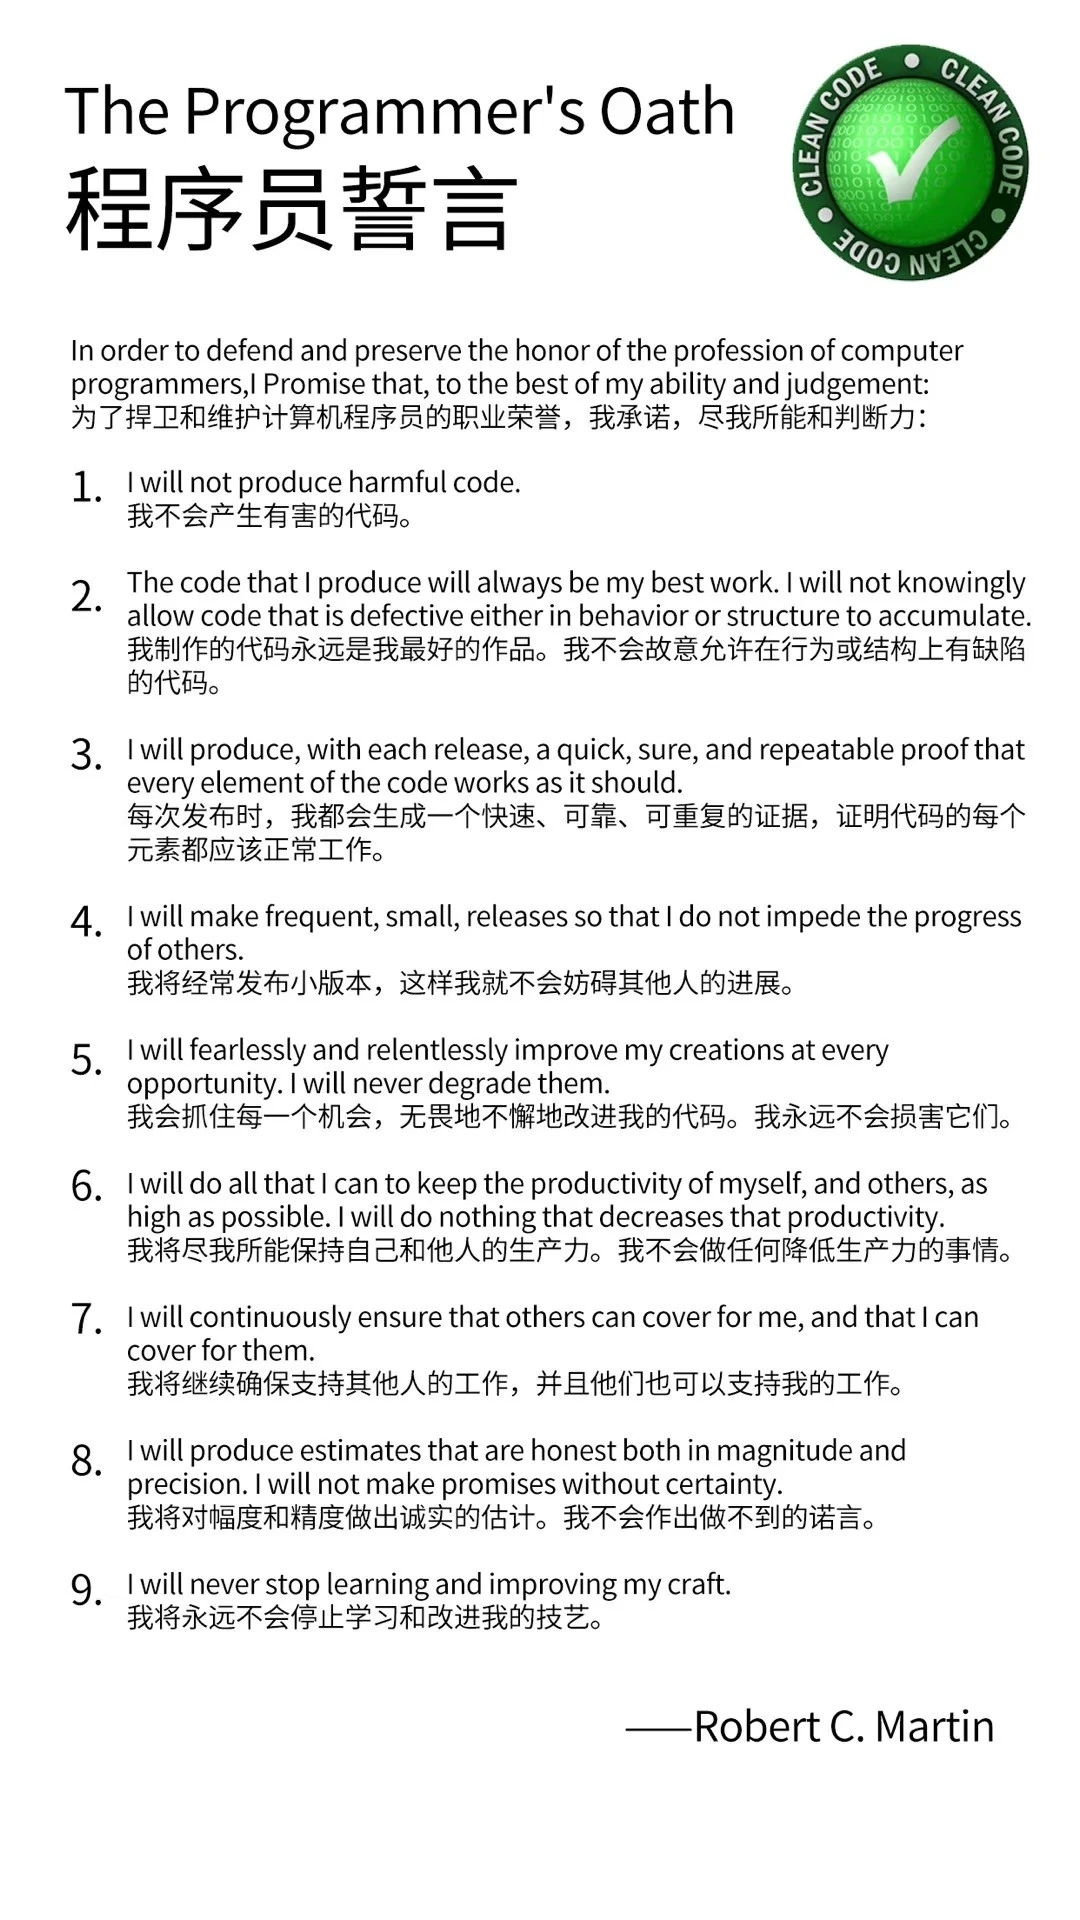 The Programmer's Oath
程序员誓言
CLEAN CODE • CLEAN CODE • CLEAN CODE •
In order to defend and preserve the honor of the profession of computer
programmers,I Promise that, to the best of my ability and judgement:
为了捍卫和维护计算机程序员的职业荣誉，我承诺，尽我所能和判断力：
1. I will not produce harmful code.
我不会产生有害的代码。
2. The code that I produce will always be my best work. I will not knowingly
allow code that is defective either in behavior or structure to accumulate.
我制作的代码永远是我最好的作品。我不会故意允许在行为或结构上有缺陷
的代码。
3. I will produce, with each release, a quick, sure, and repeatable proof that
every element of the code works as it should.
每次发布时，我都会生成一个快速、可靠、可重复的证据，证明代码的每个
元素都应该正常工作。
4. I will make frequent, small, releases so that I do not impede the progress
of others.
我将经常发布小版本，这样我就不会妨碍其他人的进展。
5. I will fearlessly and relentlessly improve my creations at every
opportunity. I will never degrade them.
我会抓住每一个机会，无畏地不懈地改进我的代码。我永远不会损害它们。
6. I will do all that I can to keep the productivity of myself, and others, as
high as possible. I will do nothing that decreases that productivity.
我将尽我所能保持自己和他人的生产力。我不会做任何降低生产力的事情。
7. I will continuously ensure that others can cover for me, and that I can
cover for them.
我将继续确保支持其他人的工作，并且他们也可以支持我的工作。
8. I will produce estimates that are honest both in magnitude and
precision. I will not make promises without certainty.
我将对幅度和精度做出诚实的估计。我不会作出做不到的诺言。
9. I will never stop learning and improving my craft.
我将永远不会停止学习和改进我的技艺。
——Robert C. Martin